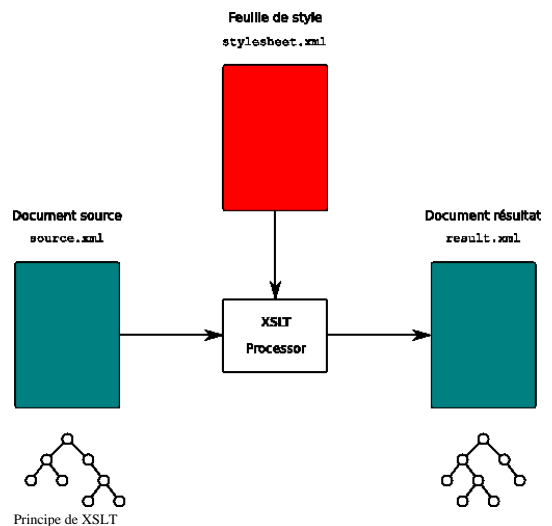 Feuille de style
stylesheet.xml
Document source
source.xml
Document résultat
result.xml
XSLT
Processor
Principe de XSLT